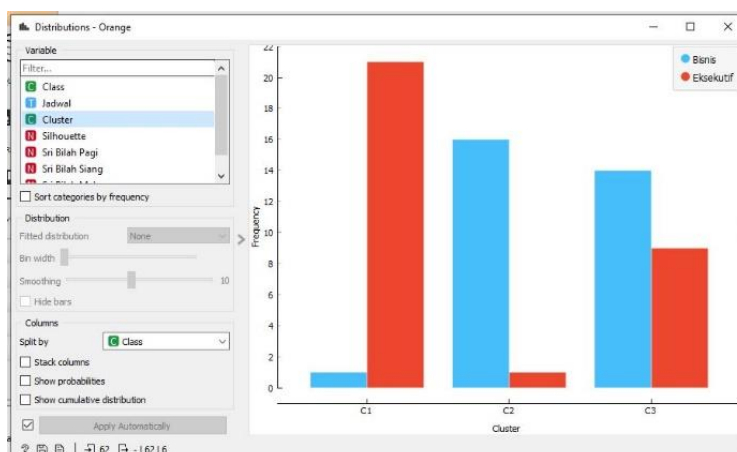 Distributions - Orange
Variable
Filter...
C Class
T Jadwal
C Cluster
N Silhouette
N Sri Bilah Pagi
N Sri Bilah Siang
Sort categories by frequency
Distribution
Fitted distribution None
Bin width
Smoothing 10
Hide bars
Columns
Split by C Class
Stack columns
Show probabilities
Show cumulative distribution
Apply Automatically
? 62 - | 62 | 6
22
20
18
16
14
12
10
8
6
4
2
0
Frequency
C1 C2 C3
Cluster
Bisnis
Eksekutif